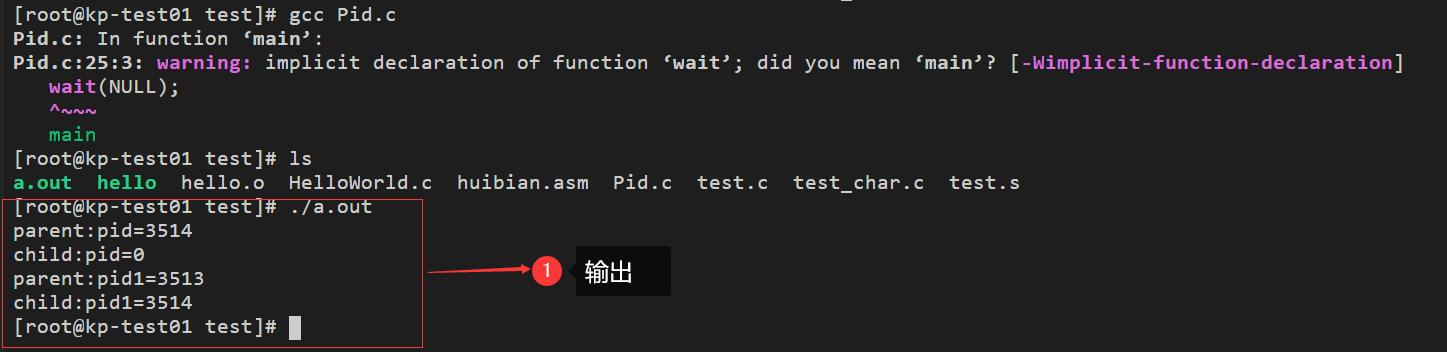 [root@kp-test01 test]# gcc Pid.c
Pid.c: In function ‘main’:
Pid.c:25:3: warning: implicit declaration of function ‘wait’; did you mean ‘main’? [-Wimplicit-function-declaration]
   wait(NULL);
   ^~~~
   main
[root@kp-test01 test]# ls
a.out  hello  hello.o  HelloWorld.c  huibian.asm  Pid.c  test.c  test_char.c  test.s
[root@kp-test01 test]# ./a.out
parent:pid=3514
child:pid=0
parent:pid1=3513
child:pid1=3514
[root@kp-test01 test]#
1 输出